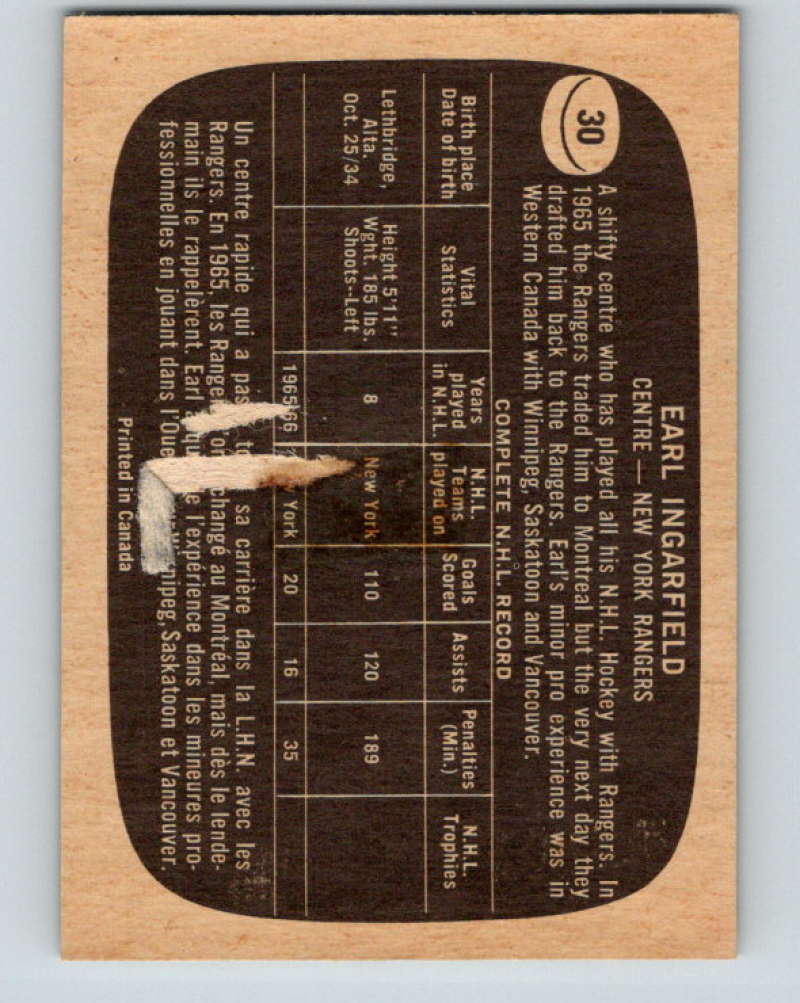 30
EARL INGARFIELD
CENTRE — NEW YORK RANGERS
A shifty centre who has played all his N.H.L. Hockey with Rangers. In
1965 the Rangers traded him to Montreal but the very next day they
drafted him back to the Rangers. Earl's minor pro experience was in
Western Canada with Winnipeg, Saskatoon and Vancouver.
COMPLETE N.H.L. RECORD
Birth place Date of birth
Vital Statistics
Years played in N.H.L.
N.H.L. Teams played on
Goals Scored
Assists
Penalties (Min.)
N.H.L. Trophies
Lethbridge, Alta. Oct. 25/34
Height 5'11" Wght. 185 lbs. Shoots-Left
8
New York
110
120
189
1965/66
York
20
16
35
Un centre rapide qui a sa carrière dans la L.H.N. avec les
Rangers. En 1965, les changé au Montréal, mais dès le lende-
main ils le rappelèrent. Earl l'expérience dans les mineures pro-
fessionnelles en jouant dans Saskatoon et Vancouver.
Printed in Canada